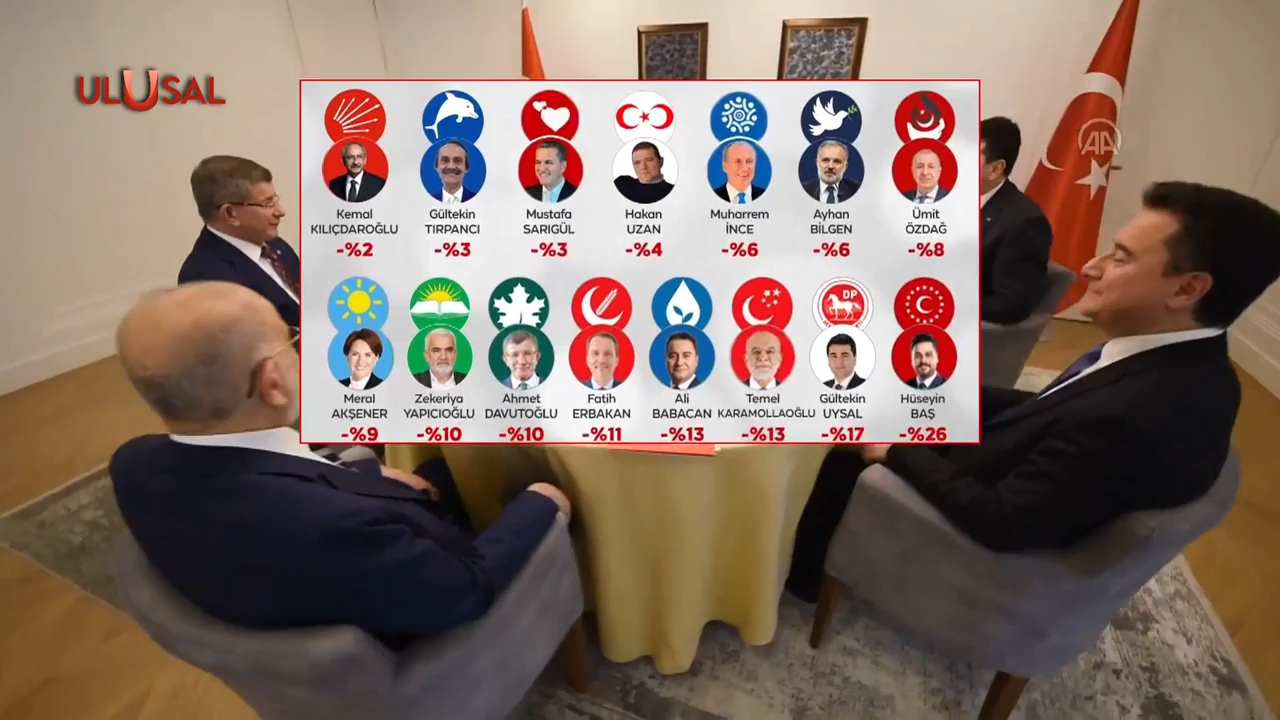 ULUSAL
AA
Kemal
KILIÇDAROĞLU
-%2
Gültekin
TIRPANCI
-%3
Mustafa
SARIGÜL
-%3
Hakan
UZAN
-%4
Muharrem
İNCE
-%6
Ayhan
BİLGEN
-%6
Ümit
ÖZDAĞ
-%8
Meral
AKŞENER
-%9
Zekeriya
YAPICIOĞLU
-%10
Ahmet
DAVUTOĞLU
-%10
Fatih
ERBAKAN
-%11
Ali
BABACAN
-%13
Temel
KARAMOLLAOĞLU
-%13
DP
Gültekin
UYSAL
-%17
Hüseyin
BAŞ
-%26